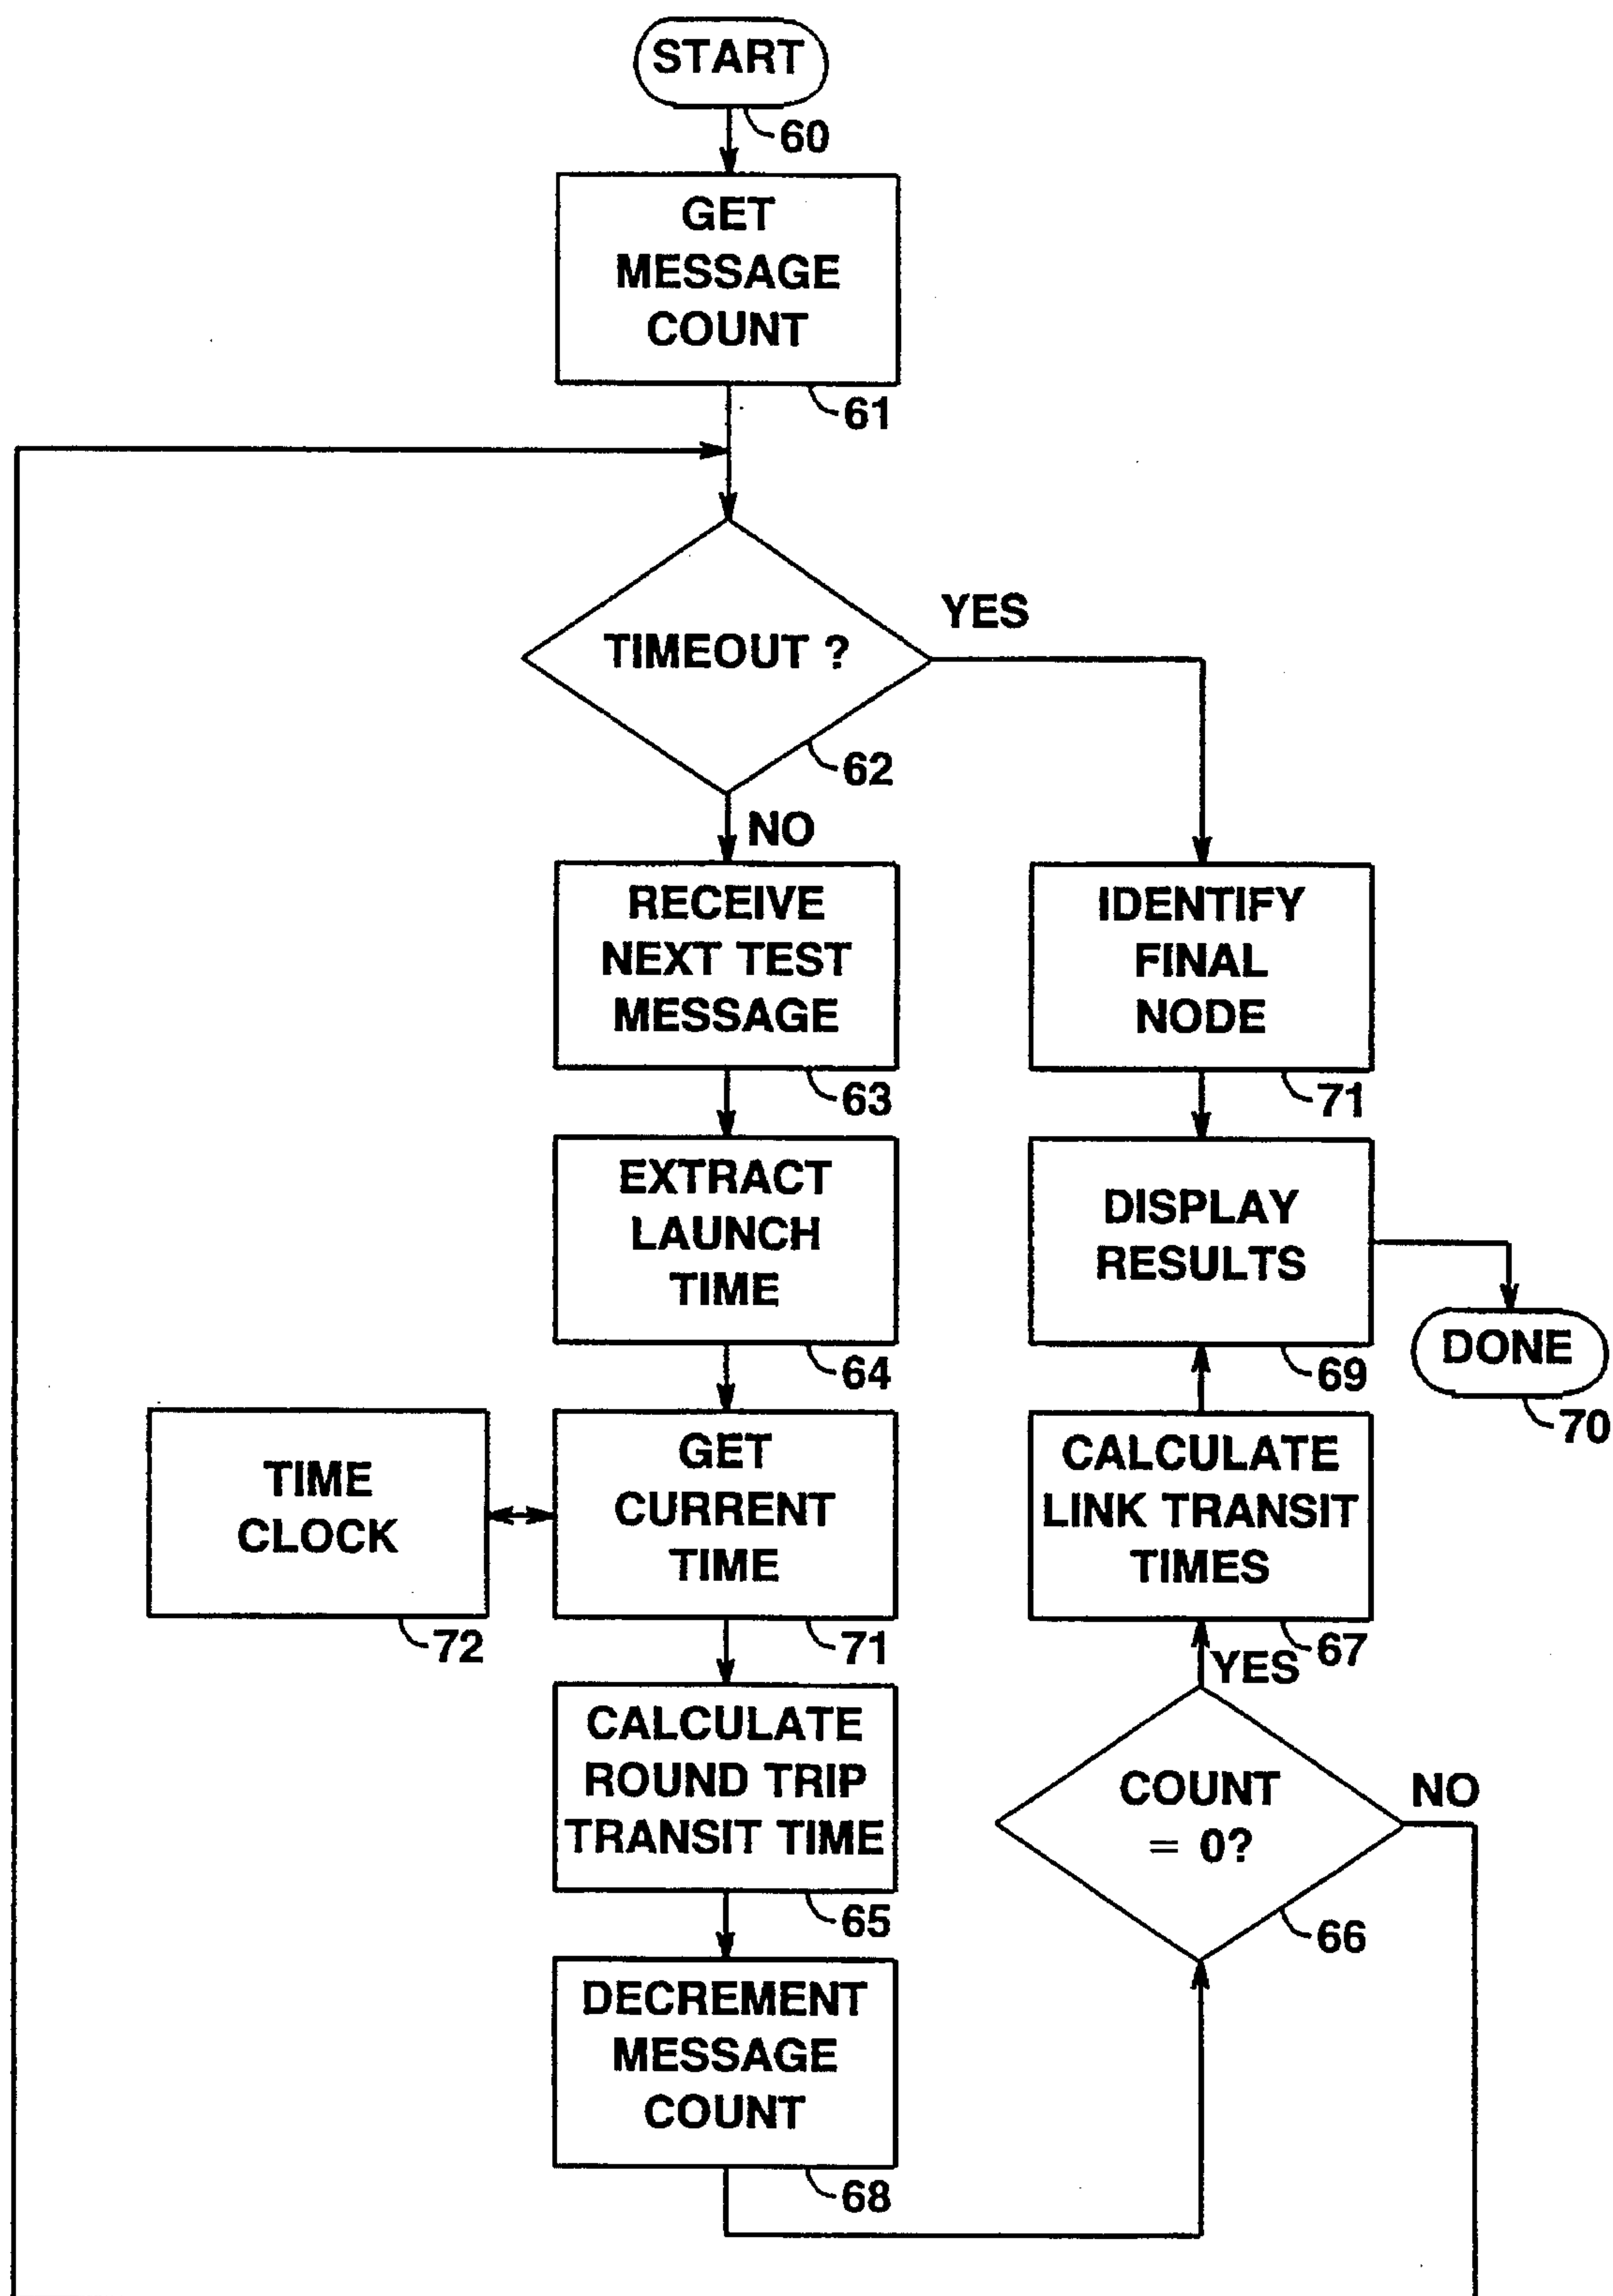 START
60
GET
MESSAGE
COUNT
61
TIMEOUT ?
YES
62
NO
RECEIVE
NEXT TEST
MESSAGE
63
IDENTIFY
FINAL
NODE
71
EXTRACT
LAUNCH
TIME
64
DISPLAY
RESULTS
69
DONE
70
TIME
CLOCK
72
GET
CURRENT
TIME
71
CALCULATE
LINK TRANSIT
TIMES
67
YES
CALCULATE
ROUND TRIP
TRANSIT TIME
65
COUNT
= 0?
NO
66
DECREMENT
MESSAGE
COUNT
68